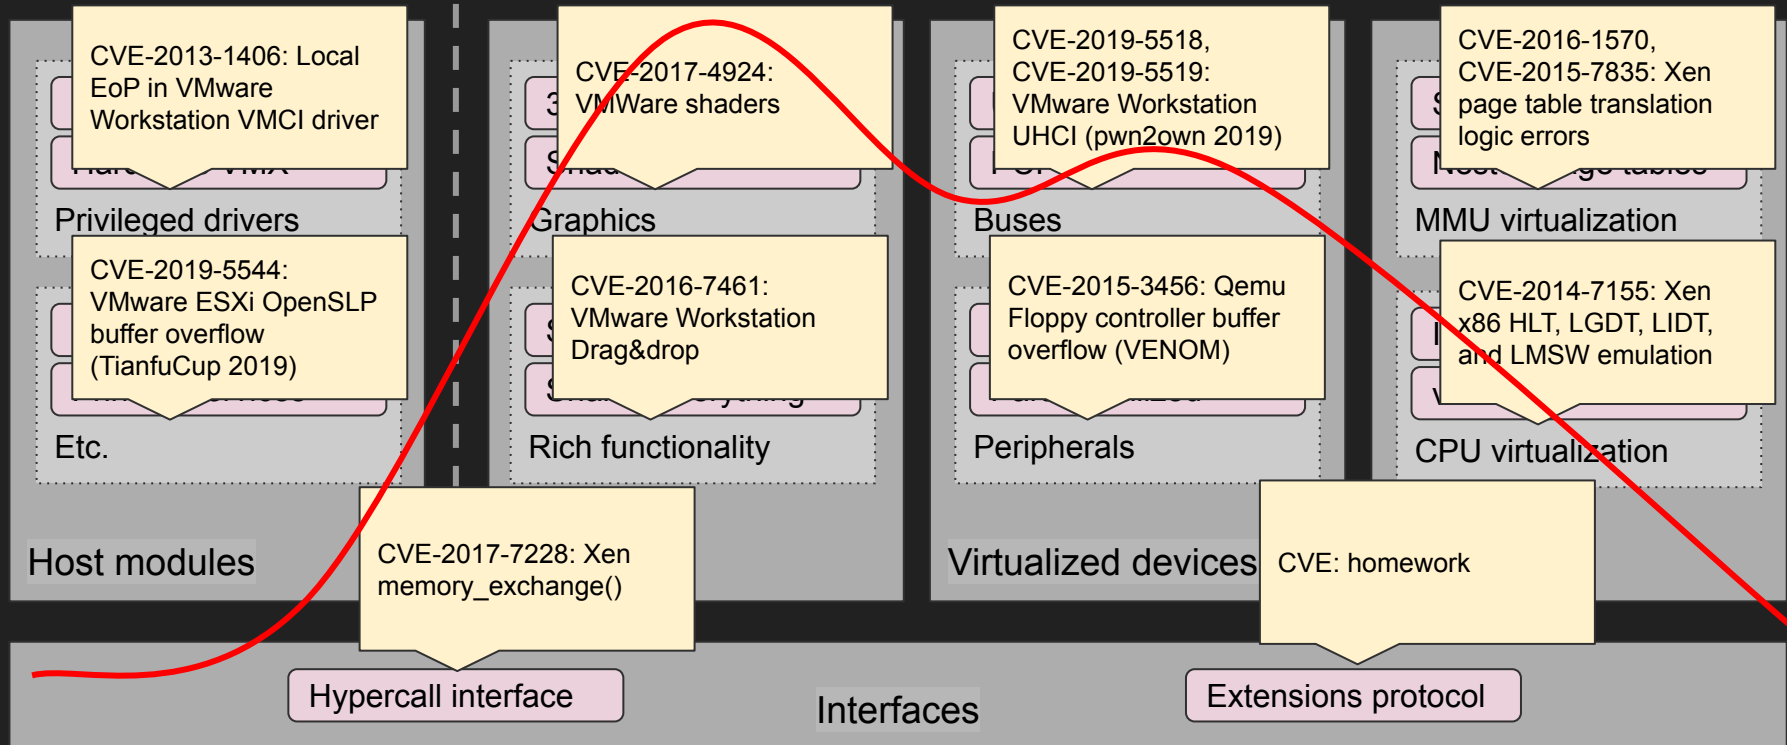 CVE-2013-1406: Local
EoP in VMware
Workstation VMCI driver
Privileged drivers
CVE-2019-5544:
VMware ESXi OpenSLP
buffer overflow
(TianfuCup 2019)
Etc.
Host modules
CVE-2017-4924:
VMWare shaders
Graphics
CVE-2016-7461:
VMware Workstation
Drag&drop
Rich functionality
CVE-2019-5518,
CVE-2019-5519:
VMware Workstation
UHCI (pwn2own 2019)
Buses
CVE-2015-3456: Qemu
Floppy controller buffer
overflow (VENOM)
Peripherals
Virtualized devices
CVE-2016-1570,
CVE-2015-7835: Xen
page table translation
logic errors
MMU virtualization
CVE-2014-7155: Xen
x86 HLT, LGDT, LIDT,
and LMSW emulation
CPU virtualization
CVE-2017-7228: Xen
memory_exchange()
CVE: homework
Hypercall interface
Interfaces
Extensions protocol